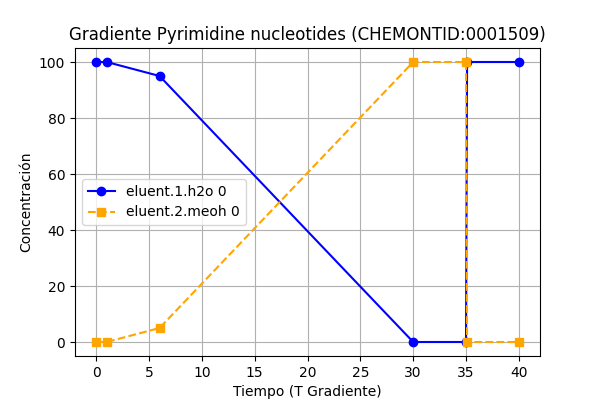 Gradiente Pyrimidine nucleotides (CHEMONTID:0001509)
Concentración
100
80
60
40
20
0
eluent.1.h2o 0
eluent.2.meoh 0
0 5 10 15 20 25 30 35 40
Tiempo (T Gradiente)